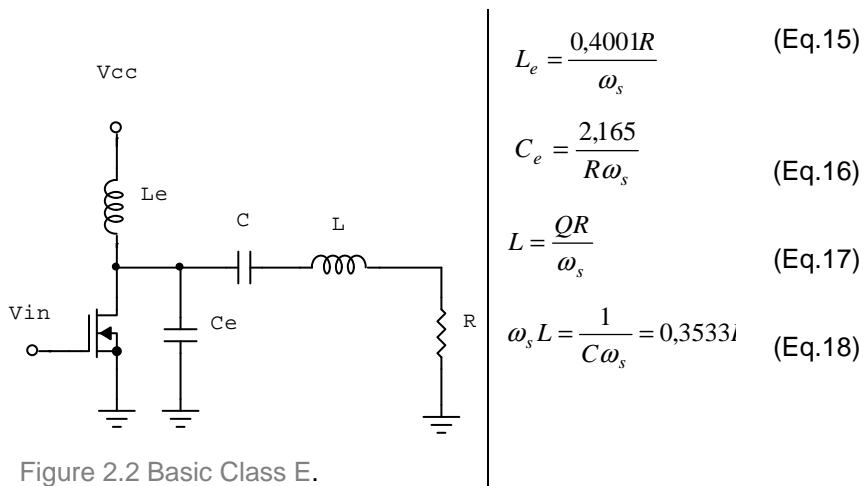 Vcc
Le
C
L
Vin
Ce
R
Figure 2.2 Basic Class E.
L_e = 0,4001R / ω_s (Eq.15)
C_e = 2,165 / Rω_s (Eq.16)
L = QR / ω_s (Eq.17)
ω_s L = 1 / Cω_s = 0,3533 (Eq.18)